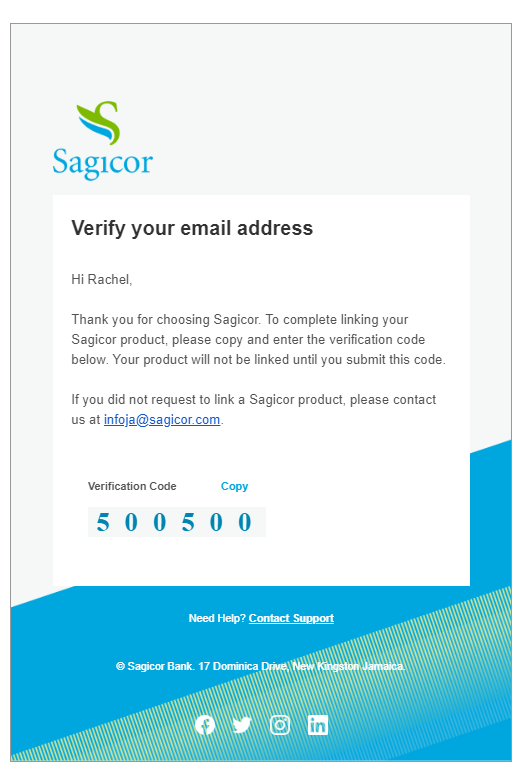 Sagicor
Verify your email address
Hi Rachel,
Thank you for choosing Sagicor. To complete linking your
Sagicor product, please copy and enter the verification code
below. Your product will not be linked until you submit this code.
If you did not request to link a Sagicor product, please contact
us at infoja@sagicor.com.
Verification Code Copy
5 0 0 5 0 0
Need Help? Contact Support
© Sagicor Bank. 17 Dominica Drive, New Kingston Jamaica.